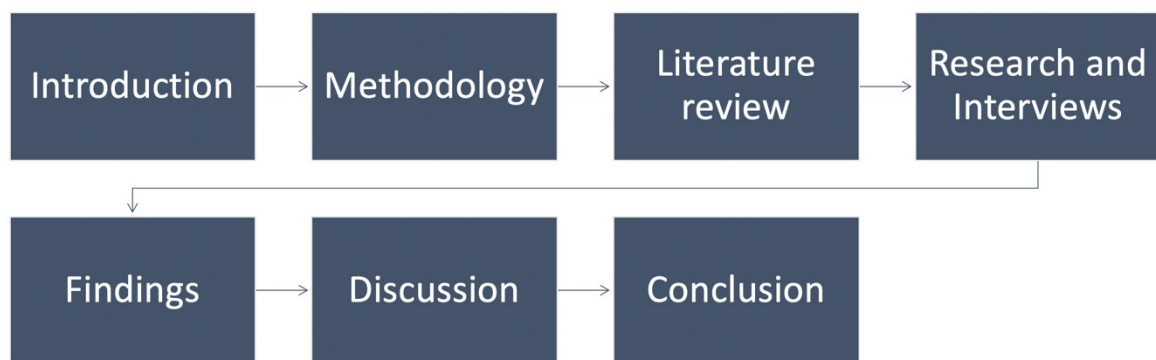 Introduction
Methodology
Literature
review
Research and
Interviews
Findings
Discussion
Conclusion